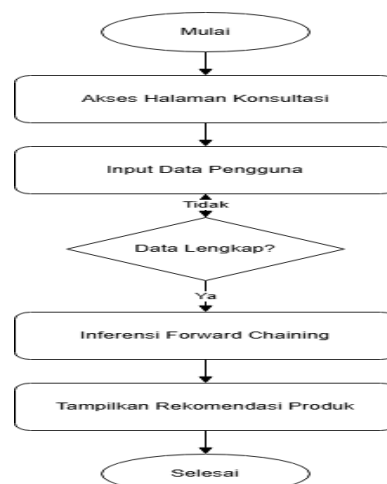 Mulai
Akses Halaman Konsultasi
Input Data Pengguna
Tidak
Data Lengkap?
Ya
Inferensi Forward Chaining
Tampilkan Rekomendasi Produk
Selesai